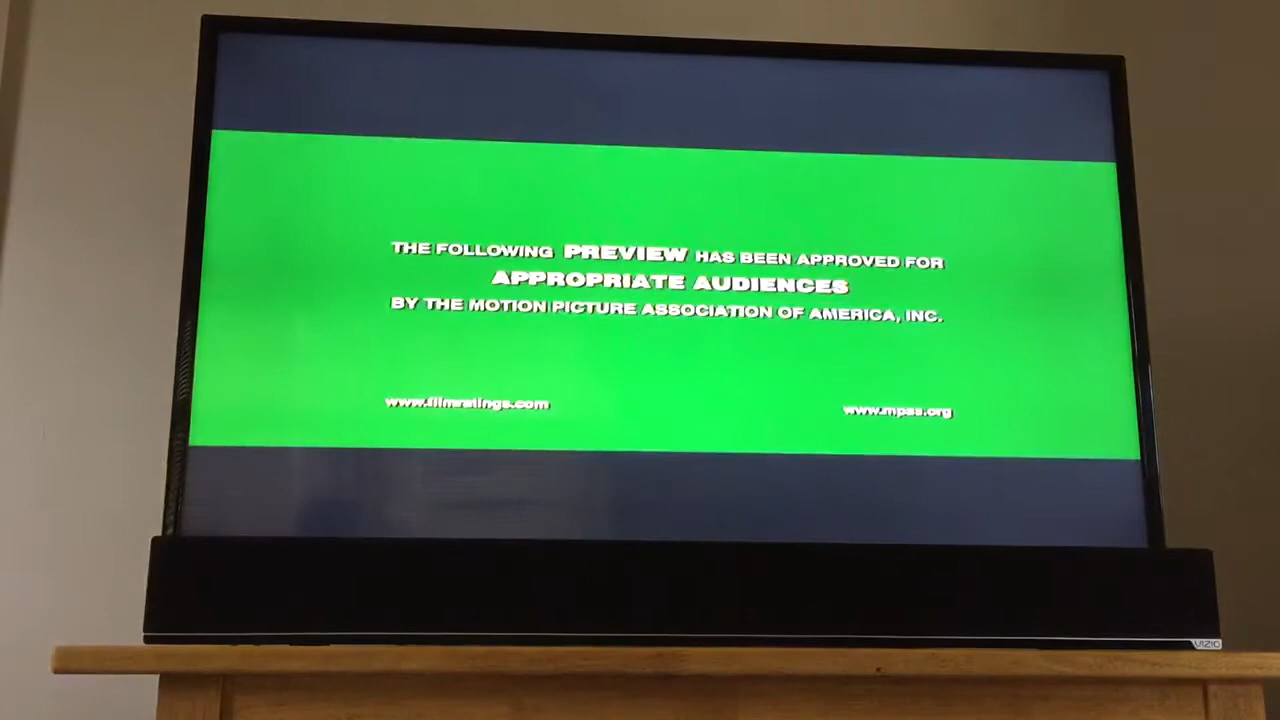 THE FOLLOWING PREVIEW HAS BEEN APPROVED FOR
APPROPRIATE AUDIENCES
BY THE MOTION PICTURE ASSOCIATION OF AMERICA, INC.
www.filmratings.com www.mpaa.org
VIZIO